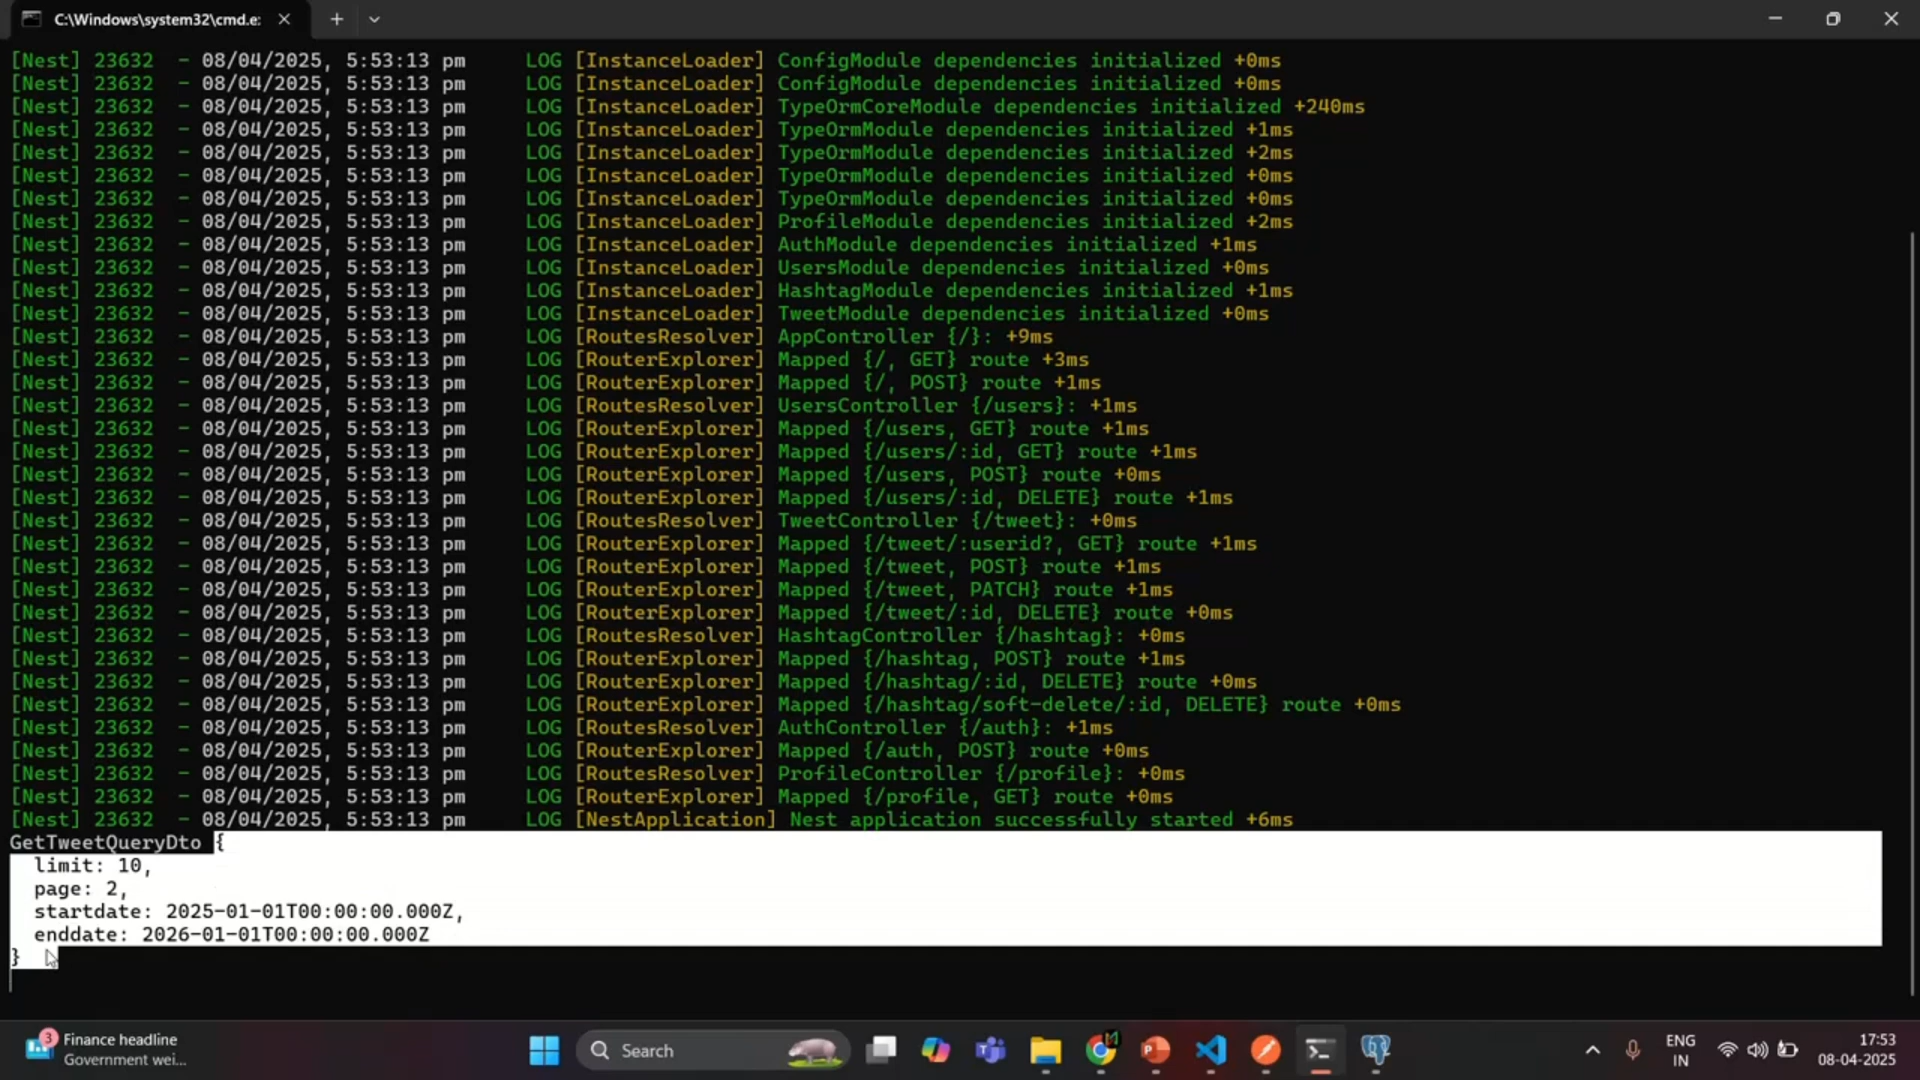 C:\Windows\system32\cmd.e:
[Nest] 23632  - 08/04/2025, 5:53:13 pm     LOG [InstanceLoader] ConfigModule dependencies initialized +0ms
[Nest] 23632  - 08/04/2025, 5:53:13 pm     LOG [InstanceLoader] ConfigModule dependencies initialized +0ms
[Nest] 23632  - 08/04/2025, 5:53:13 pm     LOG [InstanceLoader] TypeOrmCoreModule dependencies initialized +240ms
[Nest] 23632  - 08/04/2025, 5:53:13 pm     LOG [InstanceLoader] TypeOrmModule dependencies initialized +1ms
[Nest] 23632  - 08/04/2025, 5:53:13 pm     LOG [InstanceLoader] TypeOrmModule dependencies initialized +2ms
[Nest] 23632  - 08/04/2025, 5:53:13 pm     LOG [InstanceLoader] TypeOrmModule dependencies initialized +0ms
[Nest] 23632  - 08/04/2025, 5:53:13 pm     LOG [InstanceLoader] TypeOrmModule dependencies initialized +0ms
[Nest] 23632  - 08/04/2025, 5:53:13 pm     LOG [InstanceLoader] ProfileModule dependencies initialized +2ms
[Nest] 23632  - 08/04/2025, 5:53:13 pm     LOG [InstanceLoader] AuthModule dependencies initialized +1ms
[Nest] 23632  - 08/04/2025, 5:53:13 pm     LOG [InstanceLoader] UsersModule dependencies initialized +0ms
[Nest] 23632  - 08/04/2025, 5:53:13 pm     LOG [InstanceLoader] HashtagModule dependencies initialized +1ms
[Nest] 23632  - 08/04/2025, 5:53:13 pm     LOG [InstanceLoader] TweetModule dependencies initialized +0ms
[Nest] 23632  - 08/04/2025, 5:53:13 pm     LOG [RoutesResolver] AppController {/}: +9ms
[Nest] 23632  - 08/04/2025, 5:53:13 pm     LOG [RouterExplorer] Mapped {/, GET} route +3ms
[Nest] 23632  - 08/04/2025, 5:53:13 pm     LOG [RouterExplorer] Mapped {/, POST} route +1ms
[Nest] 23632  - 08/04/2025, 5:53:13 pm     LOG [RoutesResolver] UsersController {/users}: +1ms
[Nest] 23632  - 08/04/2025, 5:53:13 pm     LOG [RouterExplorer] Mapped {/users, GET} route +1ms
[Nest] 23632  - 08/04/2025, 5:53:13 pm     LOG [RouterExplorer] Mapped {/users/:id, GET} route +1ms
[Nest] 23632  - 08/04/2025, 5:53:13 pm     LOG [RouterExplorer] Mapped {/users, POST} route +0ms
[Nest] 23632  - 08/04/2025, 5:53:13 pm     LOG [RouterExplorer] Mapped {/users/:id, DELETE} route +1ms
[Nest] 23632  - 08/04/2025, 5:53:13 pm     LOG [RoutesResolver] TweetController {/tweet}: +0ms
[Nest] 23632  - 08/04/2025, 5:53:13 pm     LOG [RouterExplorer] Mapped {/tweet/:userid?, GET} route +1ms
[Nest] 23632  - 08/04/2025, 5:53:13 pm     LOG [RouterExplorer] Mapped {/tweet, POST} route +1ms
[Nest] 23632  - 08/04/2025, 5:53:13 pm     LOG [RouterExplorer] Mapped {/tweet, PATCH} route +1ms
[Nest] 23632  - 08/04/2025, 5:53:13 pm     LOG [RouterExplorer] Mapped {/tweet/:id, DELETE} route +0ms
[Nest] 23632  - 08/04/2025, 5:53:13 pm     LOG [RoutesResolver] HashtagController {/hashtag}: +0ms
[Nest] 23632  - 08/04/2025, 5:53:13 pm     LOG [RouterExplorer] Mapped {/hashtag, POST} route +1ms
[Nest] 23632  - 08/04/2025, 5:53:13 pm     LOG [RouterExplorer] Mapped {/hashtag/:id, DELETE} route +0ms
[Nest] 23632  - 08/04/2025, 5:53:13 pm     LOG [RouterExplorer] Mapped {/hashtag/soft-delete/:id, DELETE} route +0ms
[Nest] 23632  - 08/04/2025, 5:53:13 pm     LOG [RoutesResolver] AuthController {/auth}: +1ms
[Nest] 23632  - 08/04/2025, 5:53:13 pm     LOG [RouterExplorer] Mapped {/auth, POST} route +0ms
[Nest] 23632  - 08/04/2025, 5:53:13 pm     LOG [RoutesResolver] ProfileController {/profile}: +0ms
[Nest] 23632  - 08/04/2025, 5:53:13 pm     LOG [RouterExplorer] Mapped {/profile, GET} route +0ms
[Nest] 23632  - 08/04/2025, 5:53:13 pm     LOG [NestApplication] Nest application successfully started +6ms
GetTweetQueryDto {
  limit: 10,
  page: 2,
  startdate: 2025-01-01T00:00:00.000Z,
  enddate: 2026-01-01T00:00:00.000Z
}
3
Finance headline
Government wei...
Search
ENG
IN
17:53
08-04-2025